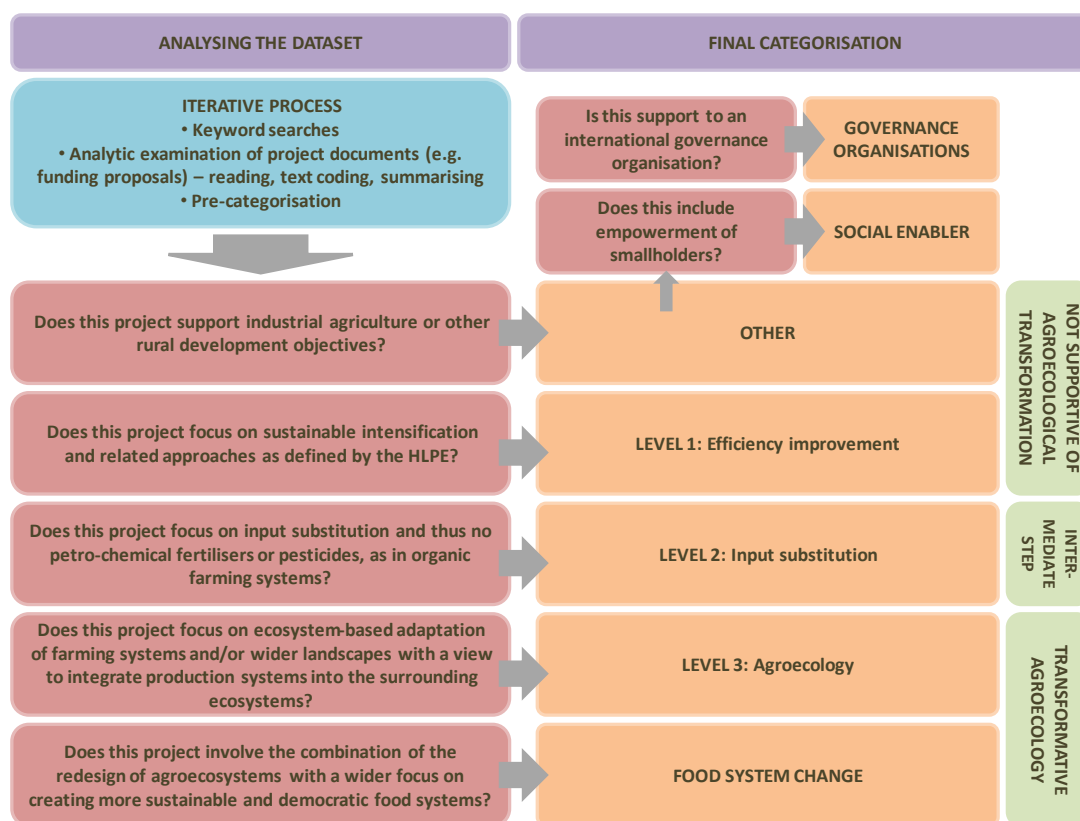 ANALYSING THE DATASET
FINAL CATEGORISATION
ITERATIVE PROCESS
• Keyword searches
• Analytic examination of project documents (e.g.
funding proposals) – reading, text coding, summarising
• Pre-categorisation
Is this support to an
international governance
organisation?
GOVERNANCE
ORGANISATIONS
Does this include
empowerment of
smallholders?
SOCIAL ENABLER
Does this project support industrial agriculture or other
rural development objectives?
OTHER
Does this project focus on sustainable intensification
and related approaches as defined by the HLPE?
LEVEL 1: Efficiency improvement
NOT SUPPORTIVE OF
AGROECOLOGICAL
TRANSFORMATION
Does this project focus on input substitution and thus no
petro-chemical fertilisers or pesticides, as in organic
farming systems?
LEVEL 2: Input substitution
INTER-
MEDIATE
STEP
Does this project focus on ecosystem-based adaptation
of farming systems and/or wider landscapes with a view
to integrate production systems into the surrounding
ecosystems?
LEVEL 3: Agroecology
Does this project involve the combination of the
redesign of agroecosystems with a wider focus on
creating more sustainable and democratic food systems?
FOOD SYSTEM CHANGE
TRANSFORMATIVE
AGROECOLOGY